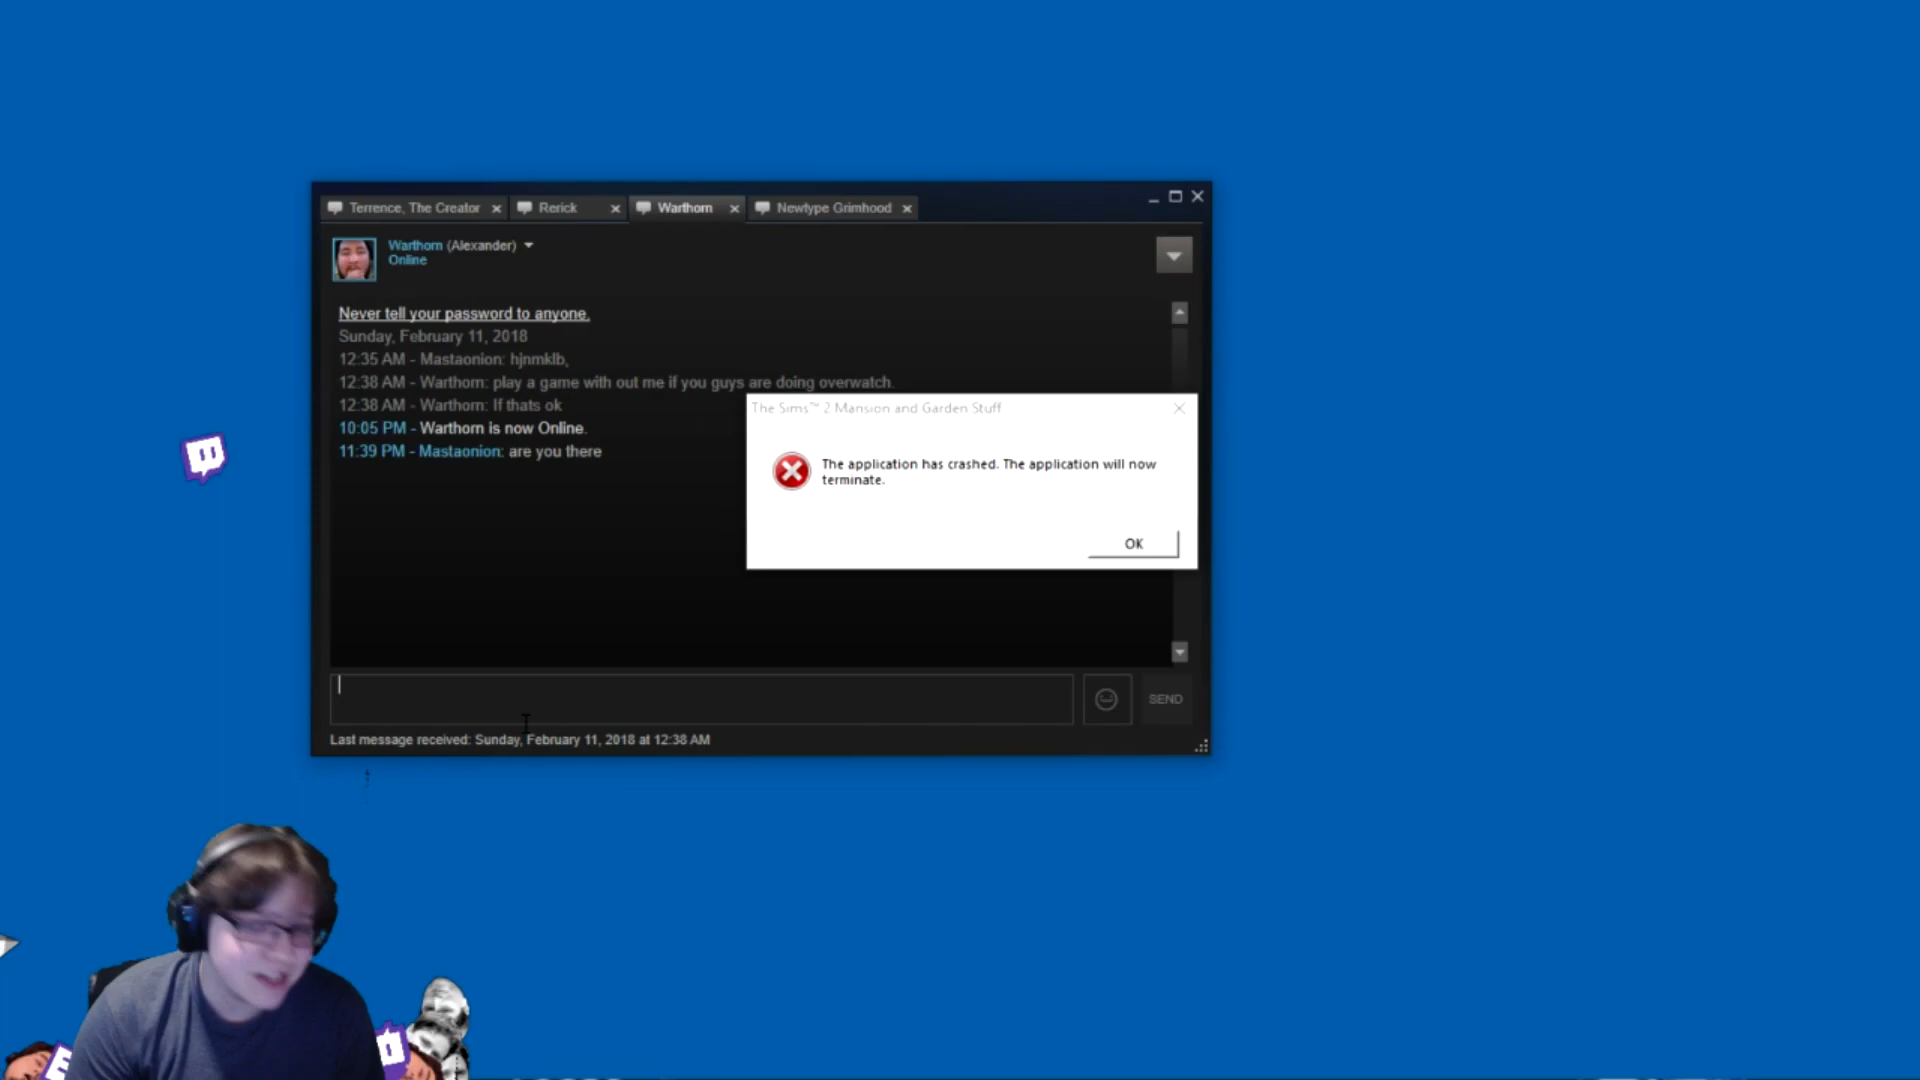 Terrence, The Creator
Rerick
Warthorn
Newtype Grimhood
Warthorn (Alexander)
Online
Never tell your password to anyone.
Sunday, February 11, 2018
12:35 AM - Mastaonion: hjnmklb,
12:38 AM - Warthorn: play a game with out me if you guys are doing overwatch.
12:38 AM - Warthorn: If thats ok
10:05 PM - Warthorn is now Online.
11:39 PM - Mastaonion: are you there
The Sims™ 2 Mansion and Garden Stuff
The application has crashed. The application will now
terminate.
OK
SEND
Last message received: Sunday, February 11, 2018 at 12:38 AM